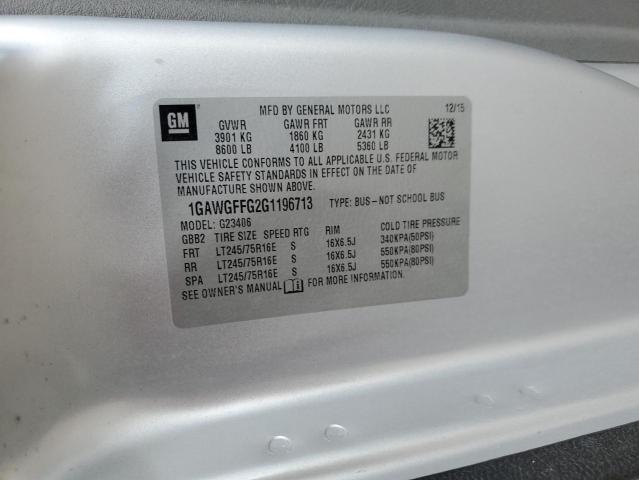 GM
MFD BY GENERAL MOTORS LLC 12/15
GVWR GAWR FRT GAWR RR
3901 KG 1860 KG 2431 KG
8600 LB 4100 LB 5360 LB
THIS VEHICLE CONFORMS TO ALL APPLICABLE U.S. FEDERAL MOTOR
VEHICLE SAFETY STANDARDS IN EFFECT ON THE DATE OF
MANUFACTURE SHOWN ABOVE.
1GAWGFFG2G1196713 TYPE: BUS-NOT SCHOOL BUS
MODEL: G23406
GBB2 TIRE SIZE SPEED RTG RIM COLD TIRE PRESSURE
FRT LT245/75R16E S 16X6.5J 340KPA(50PSI)
RR LT245/75R16E S 16X6.5J 550KPA(80PSI)
SPA LT245/75R16E S 16X6.5J 550KPA(80PSI)
SEE OWNER'S MANUAL FOR MORE INFORMATION.